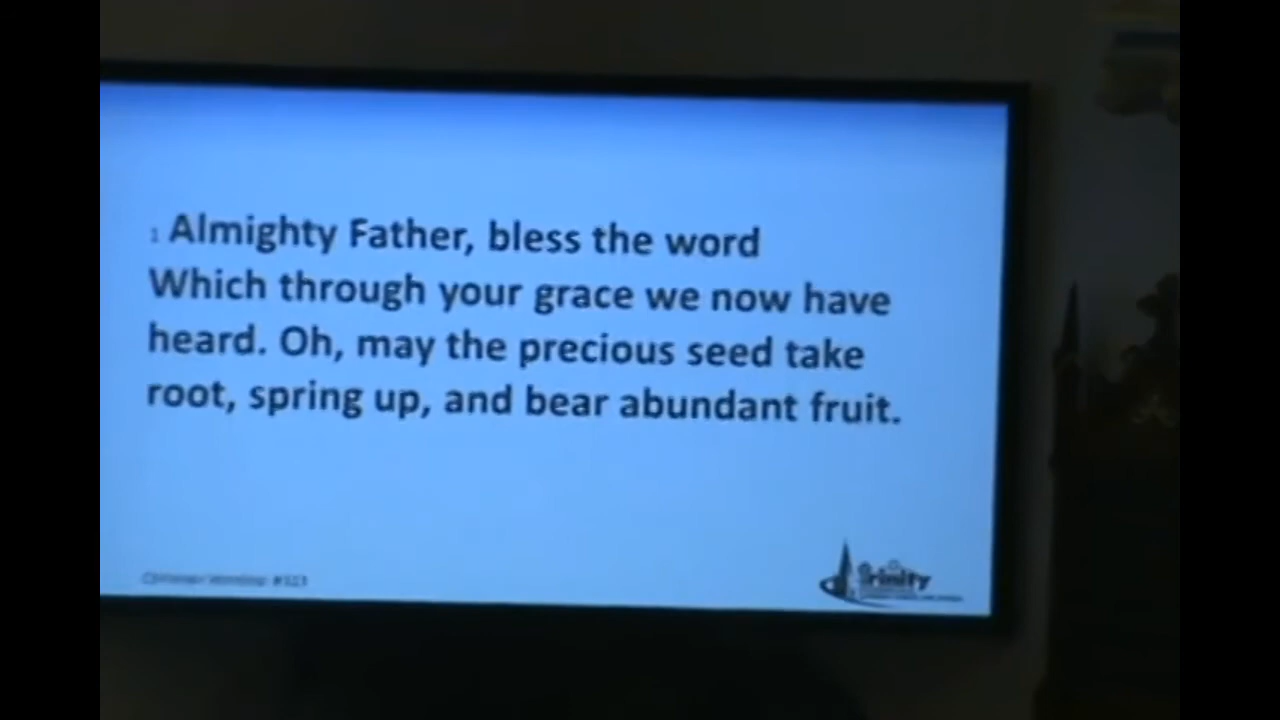 1 Almighty Father, bless the word
Which through your grace we now have
heard. Oh, may the precious seed take
root, spring up, and bear abundant fruit.
Trinity